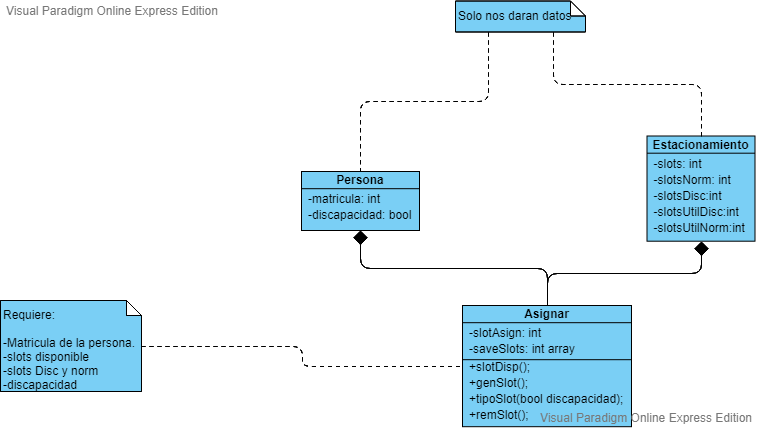 Visual Paradigm Online Express Edition
Solo nos daran datos
Estacionamiento
-slots: int
-slotsNorm: int
-slotsDisc:int
-slotsUtilDisc:int
-slotsUtilNorm:int
Persona
-matricula: int
-discapacidad: bool
Requiere:
-Matricula de la persona.
-slots disponible
-slots Disc y norm
-discapacidad
Asignar
-slotAsign: int
-saveSlots: int array
+slotDisp();
+genSlot();
+tipoSlot(bool discapacidad);
+remSlot();
Visual Paradigm Online Express Edition